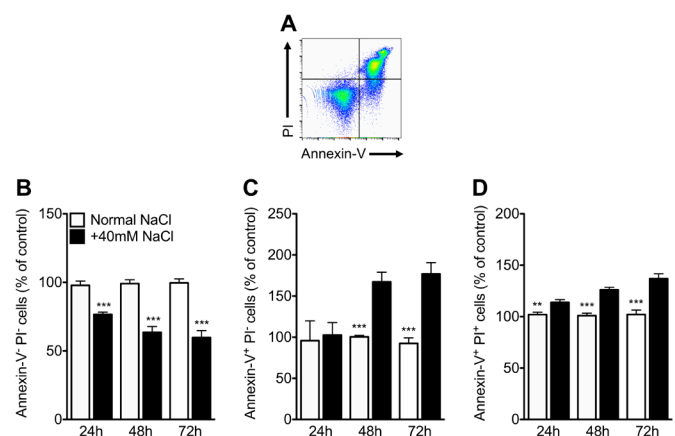 A
PI
Annexin-V
B
Annexin-V⁻ PI⁻ cells (% of control)
150
100
50
0
Normal NaCl
+40mM NaCl
***
***
***
24h 48h 72h
C
Annexin-V⁺ PI⁻ cells (% of control)
250
200
150
100
50
0
*** ***
24h 48h 72h
D
Annexin-V⁺ PI⁺ cells (% of control)
200
150
100
50
0
** *** ***
24h 48h 72h